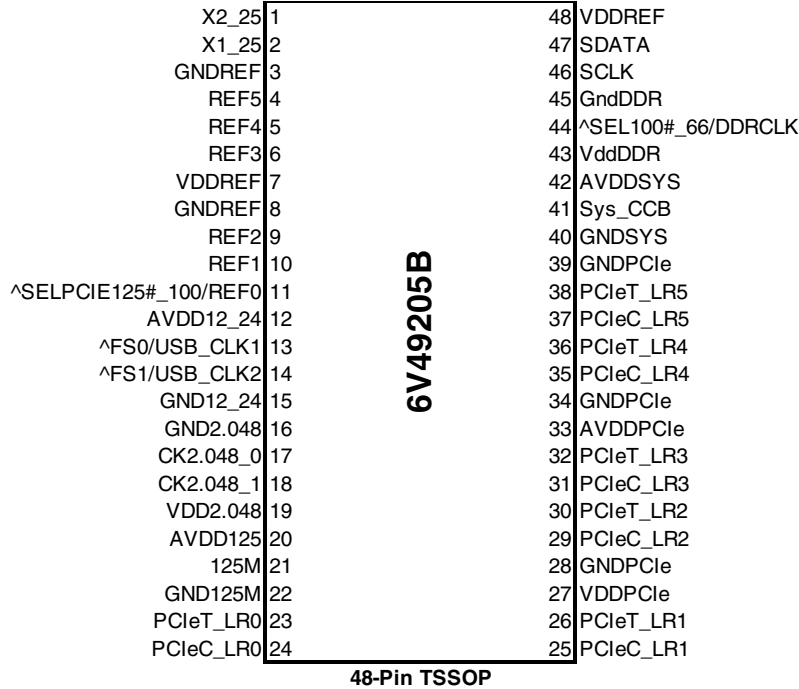 X2_25 1 48 VDDREF
X1_25 2 47 SDATA
GNDREF 3 46 SCLK
REF5 4 45 GndDDR
REF4 5 44 ^SEL100#_66/DDRCLK
REF3 6 43 VddDDR
VDDREF 7 42 AVDDSYS
GNDREF 8 41 Sys_CCB
REF2 9 40 GNDSYS
REF1 10 39 GNDPCIe
^SELPCIE125#_100/REF0 11 38 PCIeT_LR5
AVDD12_24 12 37 PCIeC_LR5
^FS0/USB_CLK1 13 36 PCIeT_LR4
^FS1/USB_CLK2 14 35 PCIeC_LR4
GND12_24 15 34 GNDPCIe
GND2.048 16 33 AVDDPCIe
CK2.048_0 17 32 PCIeT_LR3
CK2.048_1 18 31 PCIeC_LR3
VDD2.048 19 30 PCIeT_LR2
AVDD125 20 29 PCIeC_LR2
125M 21 28 GNDPCIe
GND125M 22 27 VDDPCIe
PCIeT_LR0 23 26 PCIeT_LR1
PCIeC_LR0 24 25 PCIeC_LR1
6V49205B
48-Pin TSSOP